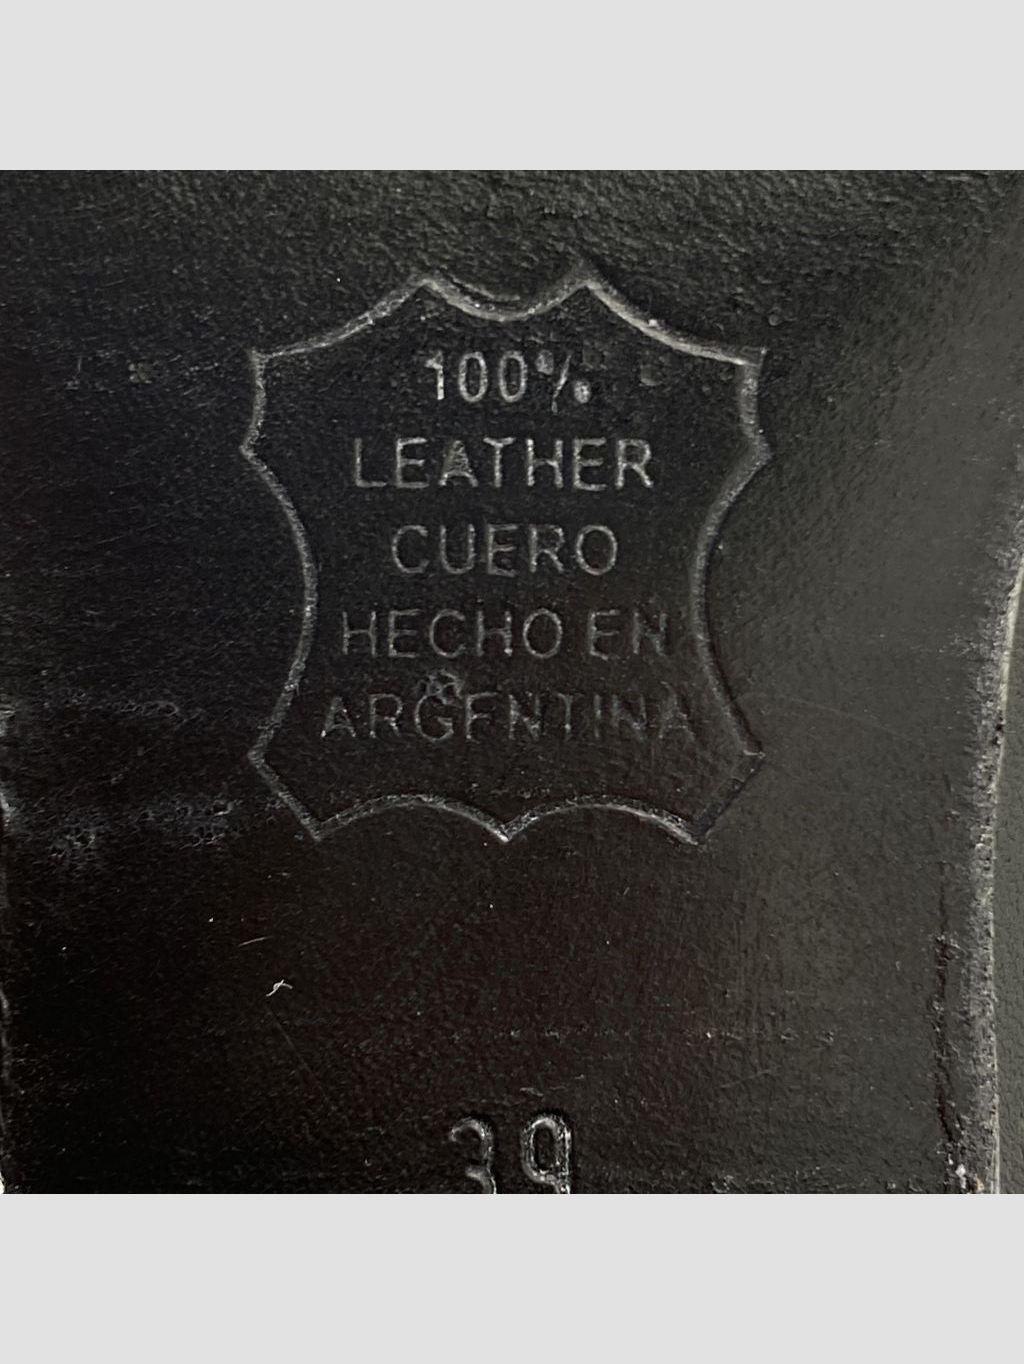 100%
LEATHER
CUERO
HECHO EN
ARGENTINA
39